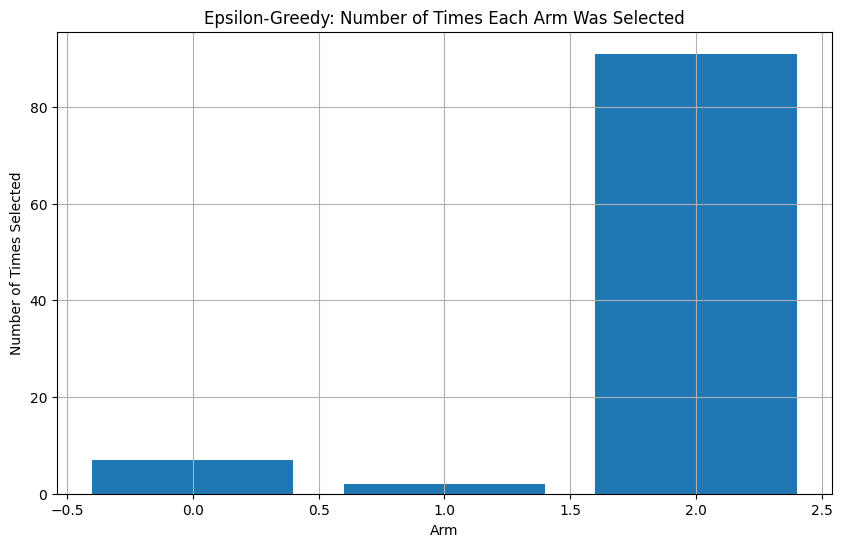 Epsilon-Greedy: Number of Times Each Arm Was Selected
Number of Times Selected
80
60
40
20
0
−0.5 0.0 0.5 1.0 1.5 2.0 2.5
Arm